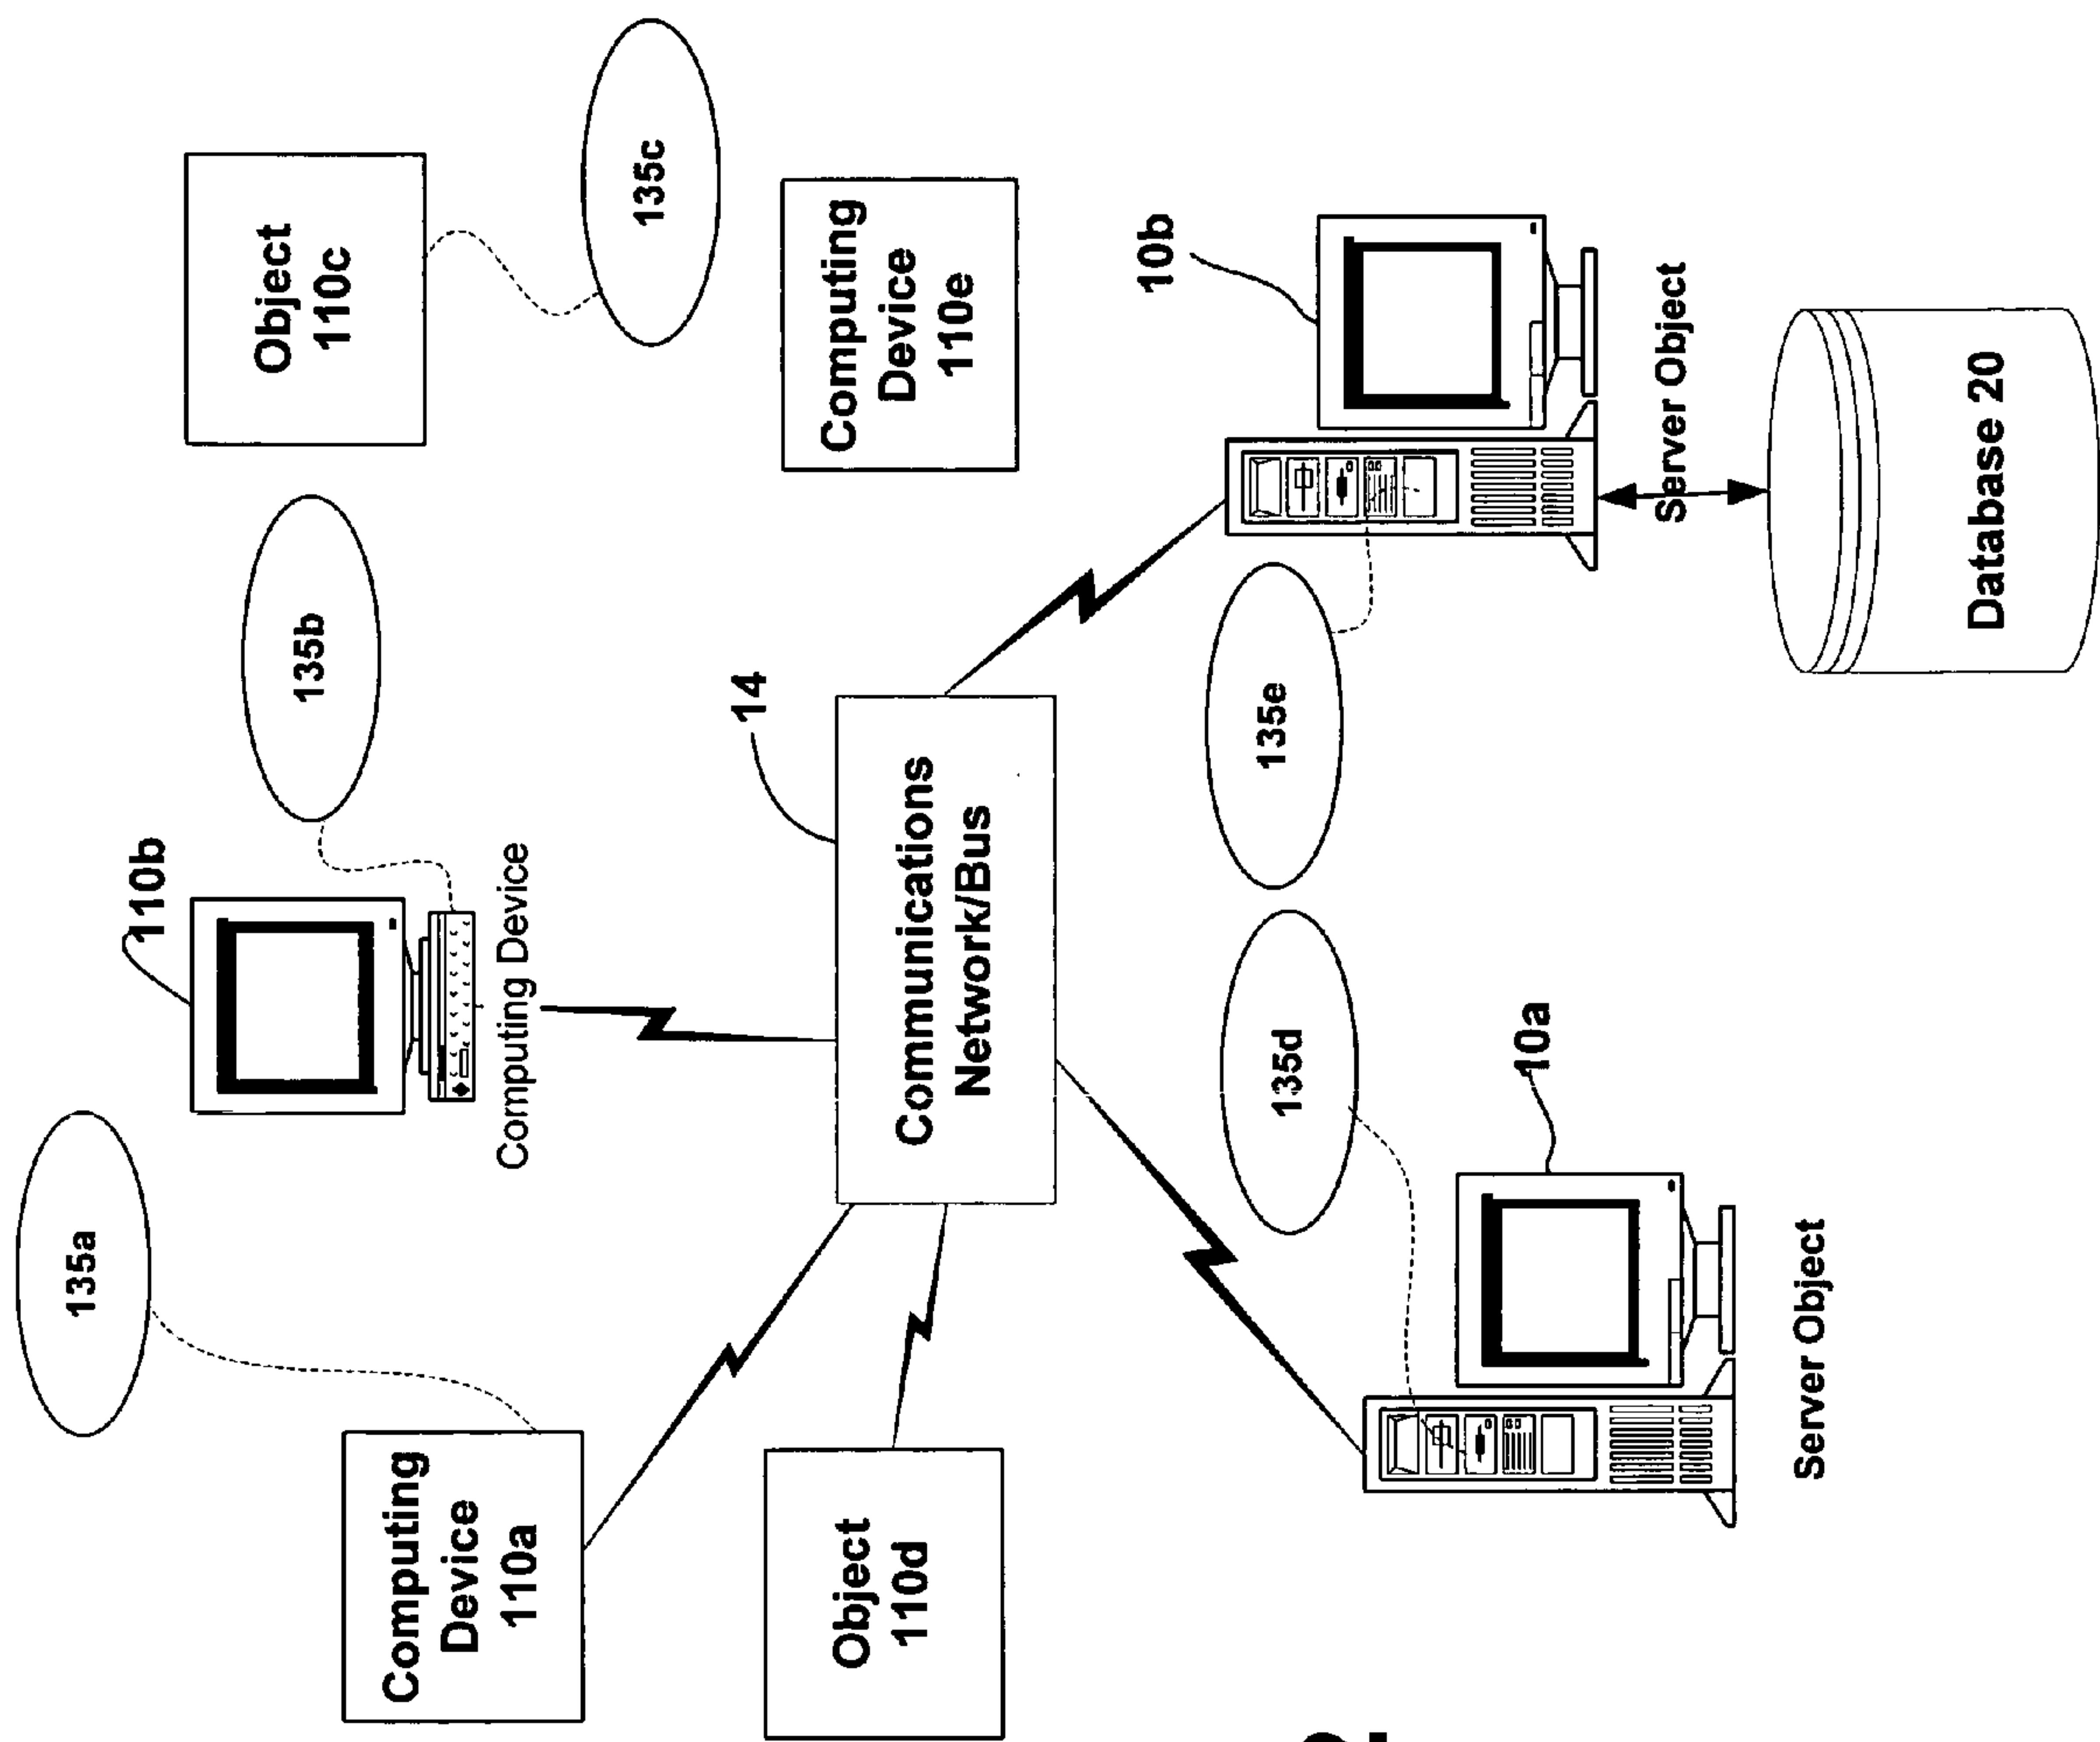 135a
110b
135b
Object
110c
135c
Computing Device
Computing
Device
110a
Object
110d
14
Communications
Network/Bus
Computing
Device
110e
10b
135e
135d
10a
Server Object
Server Object
Database 20